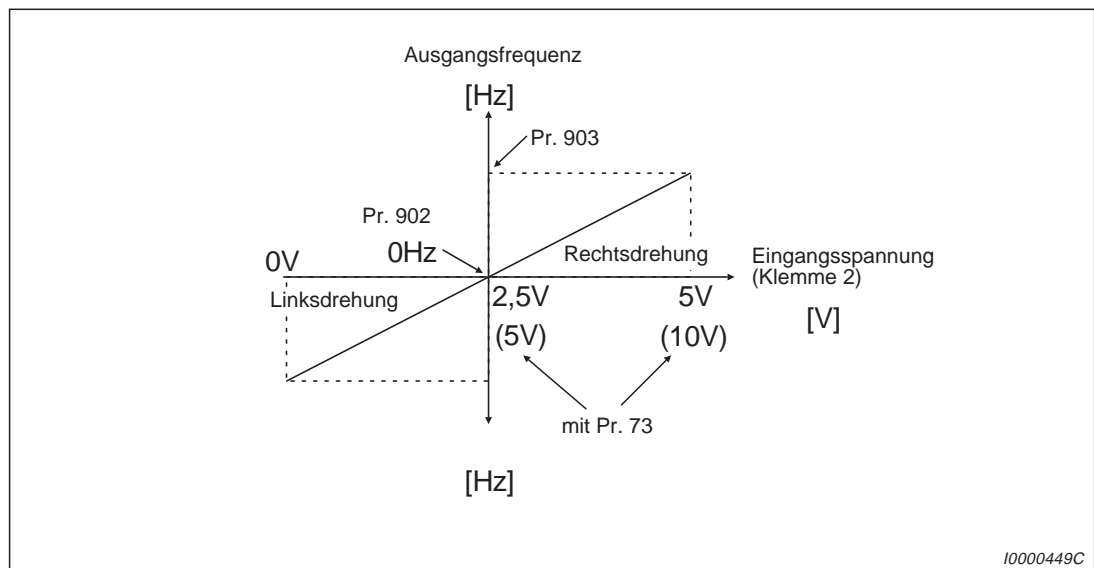 Ausgangsfrequenz
[Hz]
Pr. 903
Pr. 902
0V
0Hz
Rechtsdrehung
Eingangsspannung
(Klemme 2)
Linksdrehung
2,5V
5V
[V]
(5V)
(10V)
mit Pr. 73
[Hz]
I0000449C